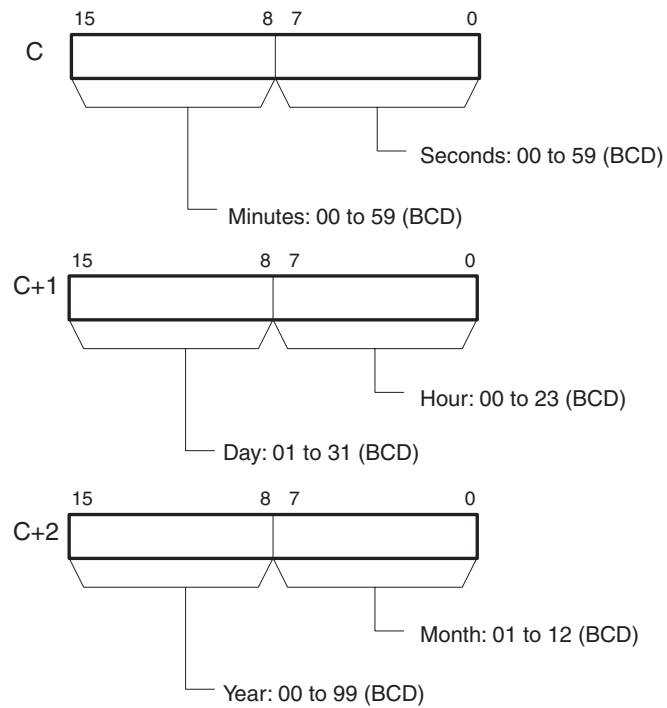 15 8 7 0
C
Seconds: 00 to 59 (BCD)
Minutes: 00 to 59 (BCD)
15 8 7 0
C+1
Hour: 00 to 23 (BCD)
Day: 01 to 31 (BCD)
15 8 7 0
C+2
Month: 01 to 12 (BCD)
Year: 00 to 99 (BCD)